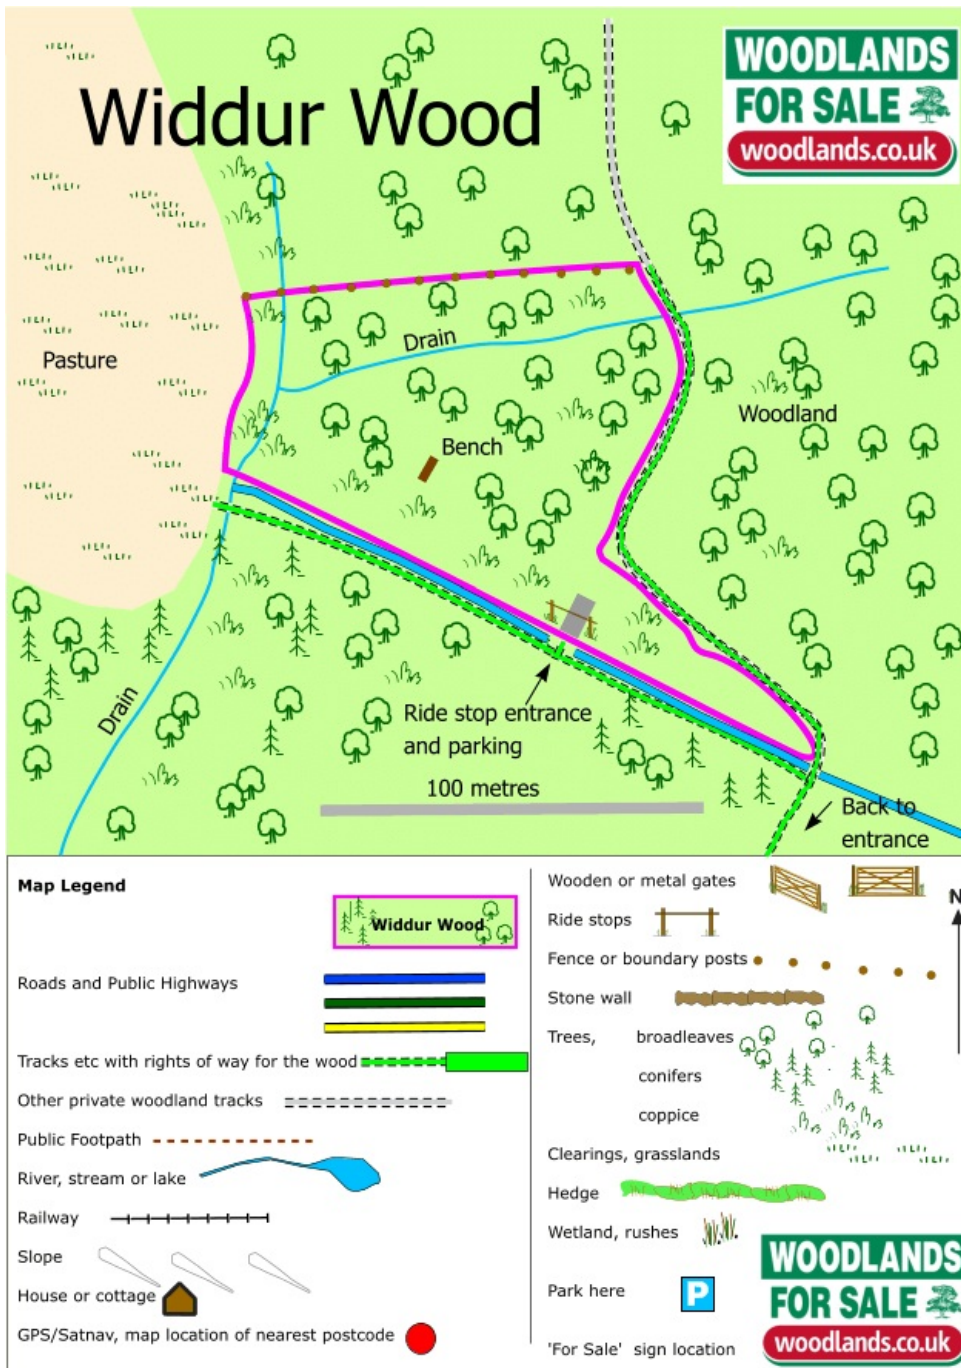 Widdur Wood
WOODLANDS
FOR SALE
woodlands.co.uk
Pasture
Drain
Woodland
Bench
Drain
Ride stop entrance
and parking
100 metres
Back to
entrance
Map Legend
Widdur Wood
Roads and Public Highways
Tracks etc with rights of way for the wood
Other private woodland tracks
Public Footpath
River, stream or lake
Railway
Slope
House or cottage
GPS/Satnav, map location of nearest postcode
Wooden or metal gates
N
Ride stops
Fence or boundary posts
Stone wall
Trees, broadleaves
conifers
coppice
Clearings, grasslands
Hedge
Wetland, rushes
Park here
P
'For Sale' sign location
WOODLANDS
FOR SALE
woodlands.co.uk